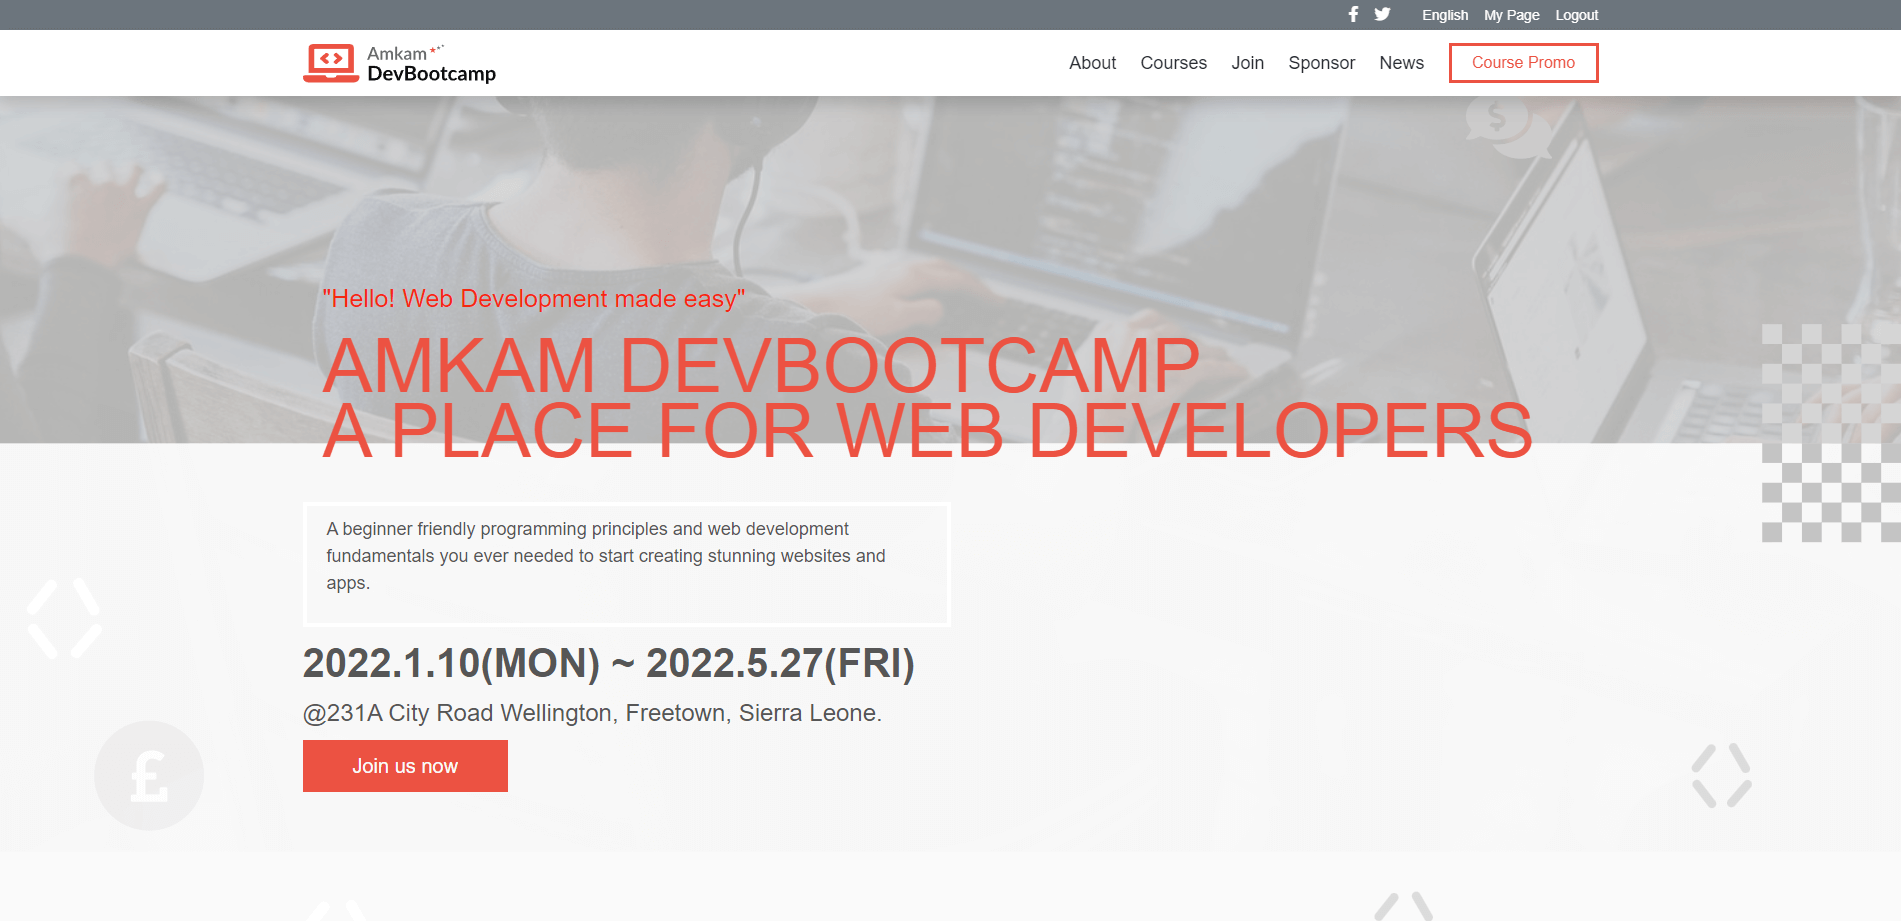 English My Page Logout
Amkam
DevBootcamp
About Courses Join Sponsor News Course Promo
$
"Hello! Web Development made easy"
AMKAM DEVBOOTCAMP
A PLACE FOR WEB DEVELOPERS
A beginner friendly programming principles and web development
fundamentals you ever needed to start creating stunning websites and
apps.
2022.1.10(MON) ~ 2022.5.27(FRI)
@231A City Road Wellington, Freetown, Sierra Leone.
Join us now
£